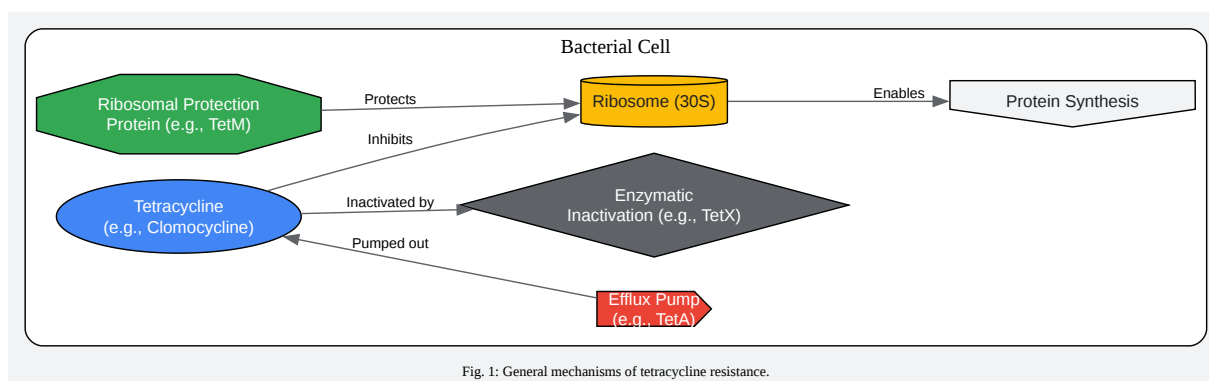 Bacterial Cell
Ribosomal Protection
Protein (e.g., TetM)
Protects
Ribosome (30S)
Enables
Protein Synthesis
Inhibits
Tetracycline
(e.g., Clomocycline)
Inactivated by
Enzymatic
Inactivation (e.g., TetX)
Pumped out
Efflux Pump
(e.g., TetA)
Fig. 1: General mechanisms of tetracycline resistance.